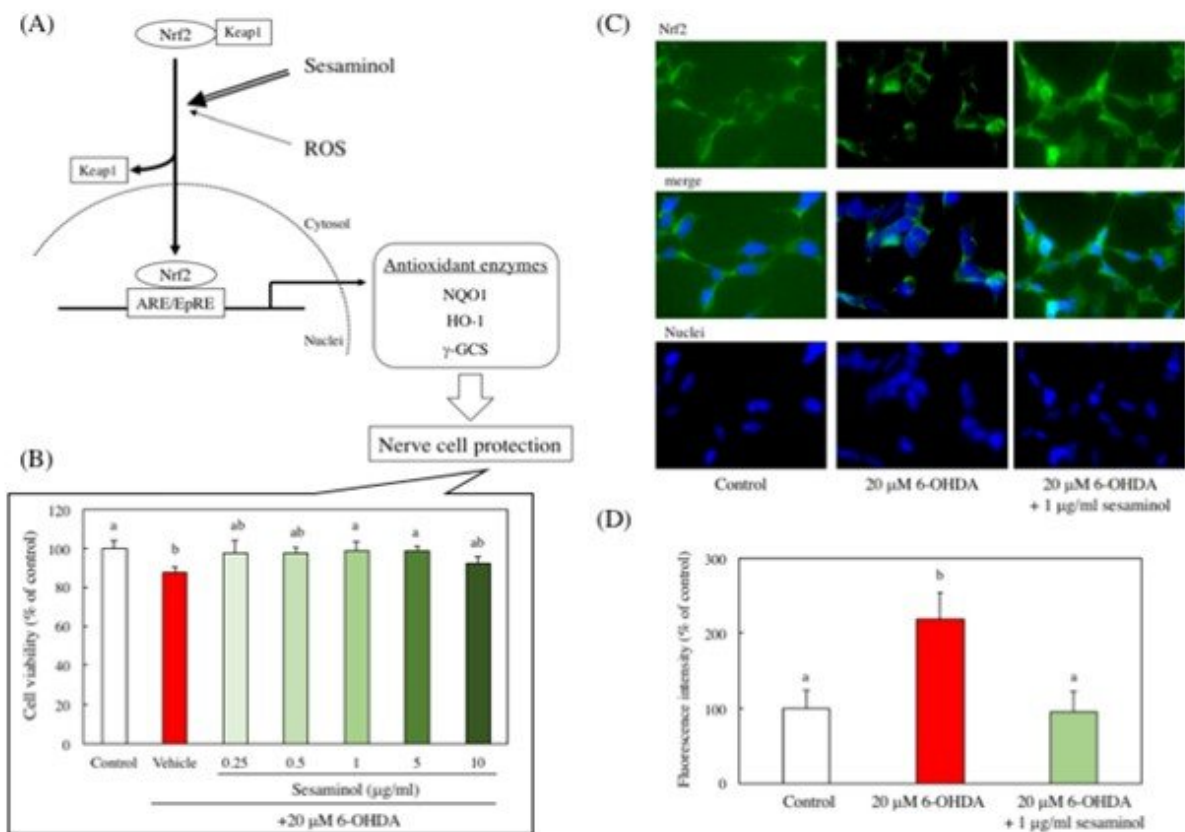 (A)
Nrf2
Keap1
Sesaminol
ROS
Keap1
Cytosol
Nrf2
ARE/EpRE
Nuclei
Antioxidant enzymes
NQO1
HO-1
γ-GCS
Nerve cell protection
(B)
Cell viability (% of control)
120
100
80
60
40
20
0
a
b
ab
ab
a
a
ab
Control
Vehicle
0.25
0.5
1
5
10
Sesaminol (μg/ml)
+20 μM 6-OHDA
(C)
Nrf2
merge
Nuclei
Control
20 μM 6-OHDA
20 μM 6-OHDA
+ 1 μg/ml sesaminol
(D)
Fluorescence intensity (% of control)
300
200
100
0
a
b
a
Control
20 μM 6-OHDA
20 μM 6-OHDA
+ 1 μg/ml sesaminol